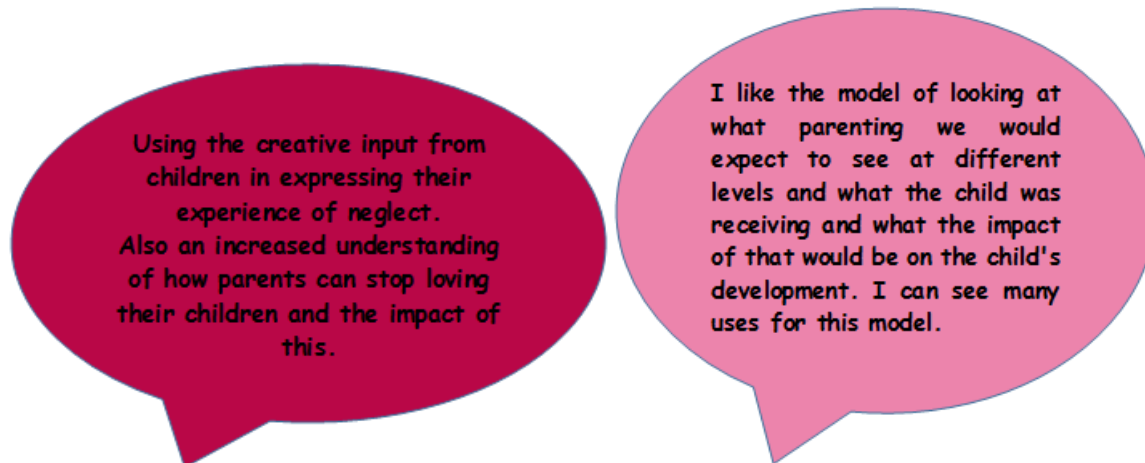 Using the creative input from
children in expressing their
experience of neglect.
Also an increased understanding
of how parents can stop loving
their children and the impact of
this.
I like the model of looking at
what parenting we would
expect to see at different
levels and what the child was
receiving and what the impact
of that would be on the child's
development. I can see many
uses for this model.